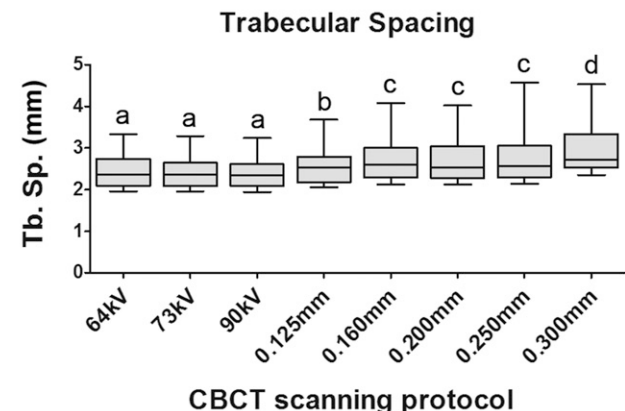 Trabecular Spacing
Tb. Sp. (mm)
5
4
3
2
1
0
a
a
a
b
c
c
c
d
64kV
73kV
90kV
0.125mm
0.160mm
0.200mm
0.250mm
0.300mm
CBCT scanning protocol